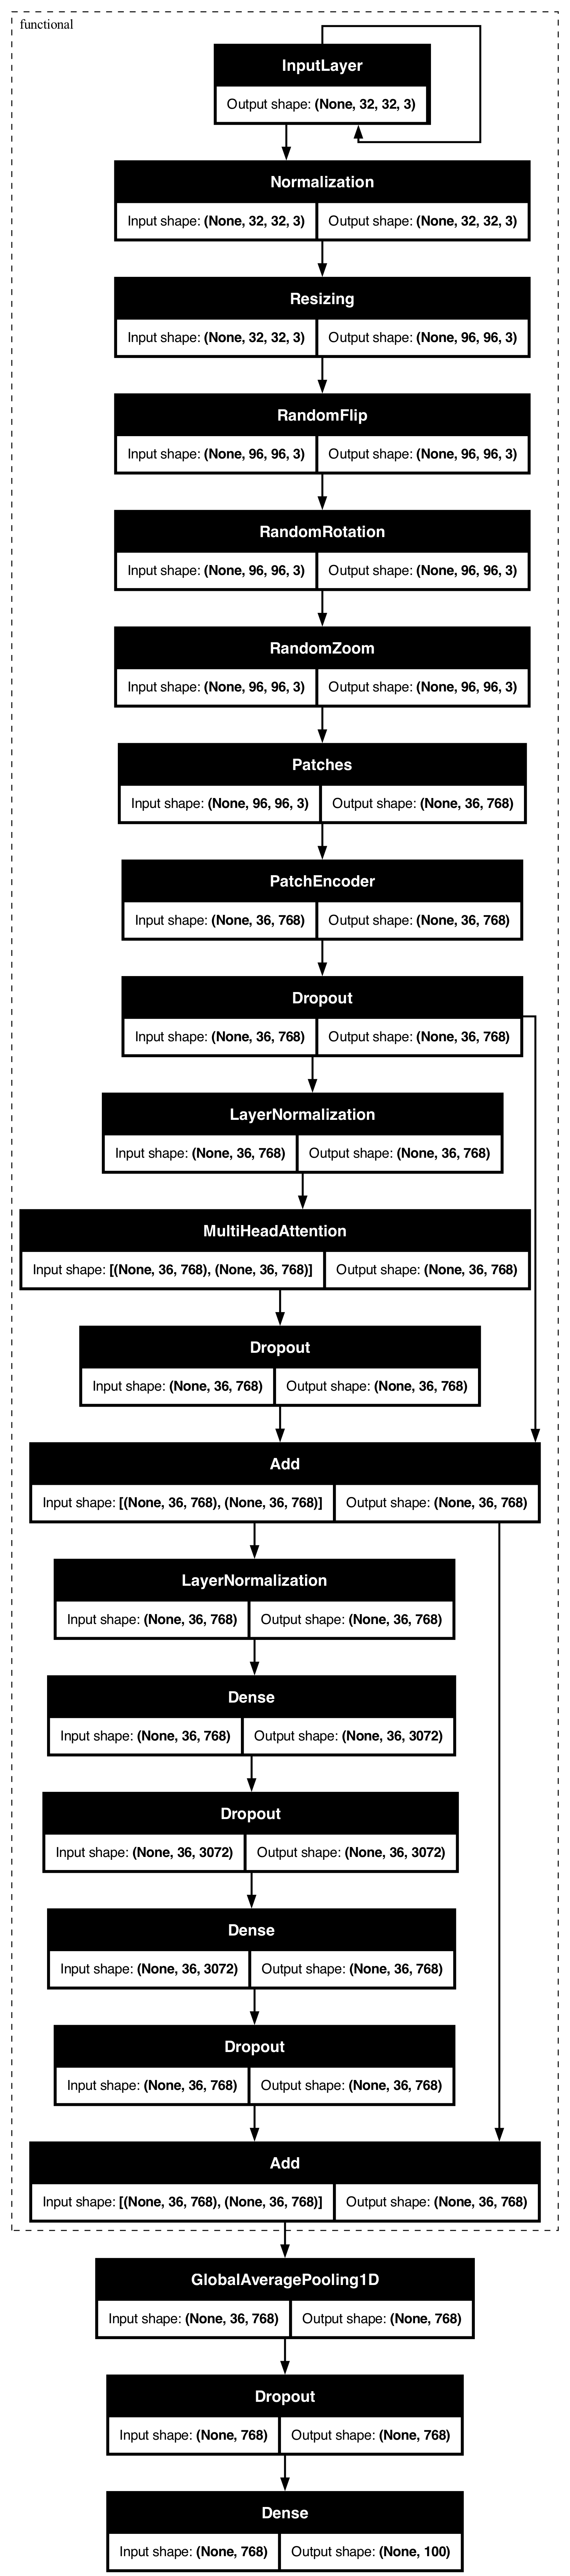 functional
InputLayer
Output shape: (None, 32, 32, 3)
Normalization
Input shape: (None, 32, 32, 3) Output shape: (None, 32, 32, 3)
Resizing
Input shape: (None, 32, 32, 3) Output shape: (None, 96, 96, 3)
RandomFlip
Input shape: (None, 96, 96, 3) Output shape: (None, 96, 96, 3)
RandomRotation
Input shape: (None, 96, 96, 3) Output shape: (None, 96, 96, 3)
RandomZoom
Input shape: (None, 96, 96, 3) Output shape: (None, 96, 96, 3)
Patches
Input shape: (None, 96, 96, 3) Output shape: (None, 36, 768)
PatchEncoder
Input shape: (None, 36, 768) Output shape: (None, 36, 768)
Dropout
Input shape: (None, 36, 768) Output shape: (None, 36, 768)
LayerNormalization
Input shape: (None, 36, 768) Output shape: (None, 36, 768)
MultiHeadAttention
Input shape: [(None, 36, 768), (None, 36, 768)] Output shape: (None, 36, 768)
Dropout
Input shape: (None, 36, 768) Output shape: (None, 36, 768)
Add
Input shape: [(None, 36, 768), (None, 36, 768)] Output shape: (None, 36, 768)
LayerNormalization
Input shape: (None, 36, 768) Output shape: (None, 36, 768)
Dense
Input shape: (None, 36, 768) Output shape: (None, 36, 3072)
Dropout
Input shape: (None, 36, 3072) Output shape: (None, 36, 3072)
Dense
Input shape: (None, 36, 3072) Output shape: (None, 36, 768)
Dropout
Input shape: (None, 36, 768) Output shape: (None, 36, 768)
Add
Input shape: [(None, 36, 768), (None, 36, 768)] Output shape: (None, 36, 768)
GlobalAveragePooling1D
Input shape: (None, 36, 768) Output shape: (None, 768)
Dropout
Input shape: (None, 768) Output shape: (None, 768)
Dense
Input shape: (None, 768) Output shape: (None, 100)